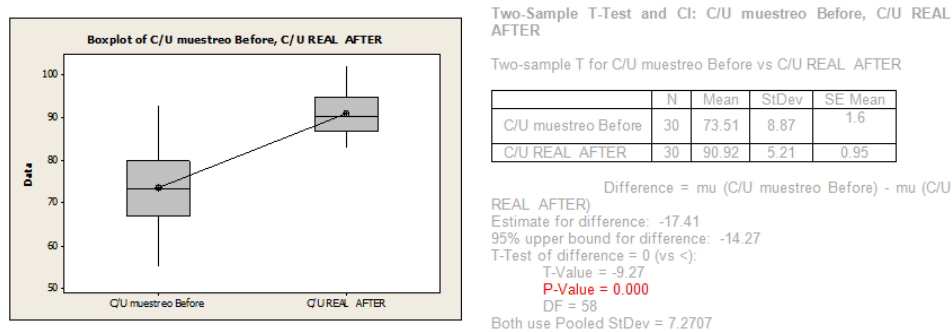 Boxplot of C/U muestreo Before, C/U REAL AFTER
100
90
80
70
60
50
Data
C/U muestreo Before
C/U REAL AFTER
Two-Sample T-Test and CI: C/U muestreo Before, C/U REAL
AFTER
Two-sample T for C/U muestreo Before vs C/U REAL AFTER
N Mean StDev SE Mean
C/U muestreo Before 30 73.51 8.87 1.6
C/U REAL AFTER 30 90.92 5.21 0.95
Difference = mu (C/U muestreo Before) - mu (C/U
REAL AFTER)
Estimate for difference: -17.41
95% upper bound for difference: -14.27
T-Test of difference = 0 (vs <):
T-Value = -9.27
P-Value = 0.000
DF = 58
Both use Pooled StDev = 7.2707